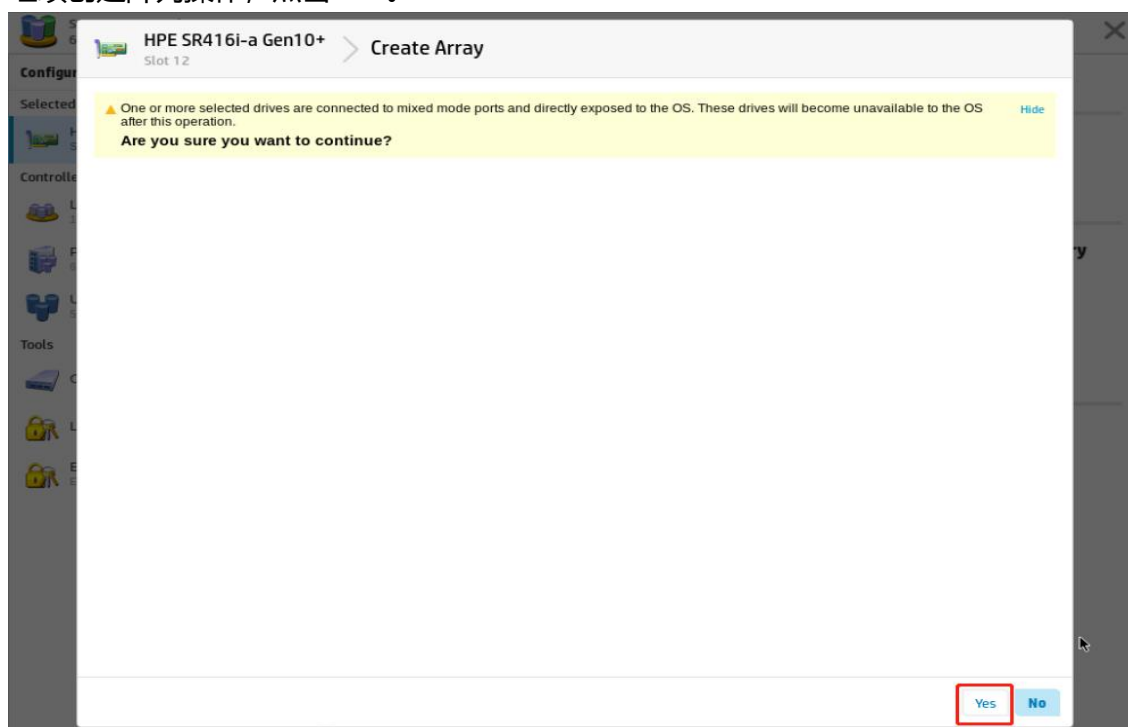 HPE SR416i-a Gen10+
Create Array
Slot 12
Configur
Selected
One or more selected drives are connected to mixed mode ports and directly exposed to the OS. These drives will become unavailable to the OS
Hide
after this operation.
Are you sure you want to continue?
Controlle
Tools
Yes
No